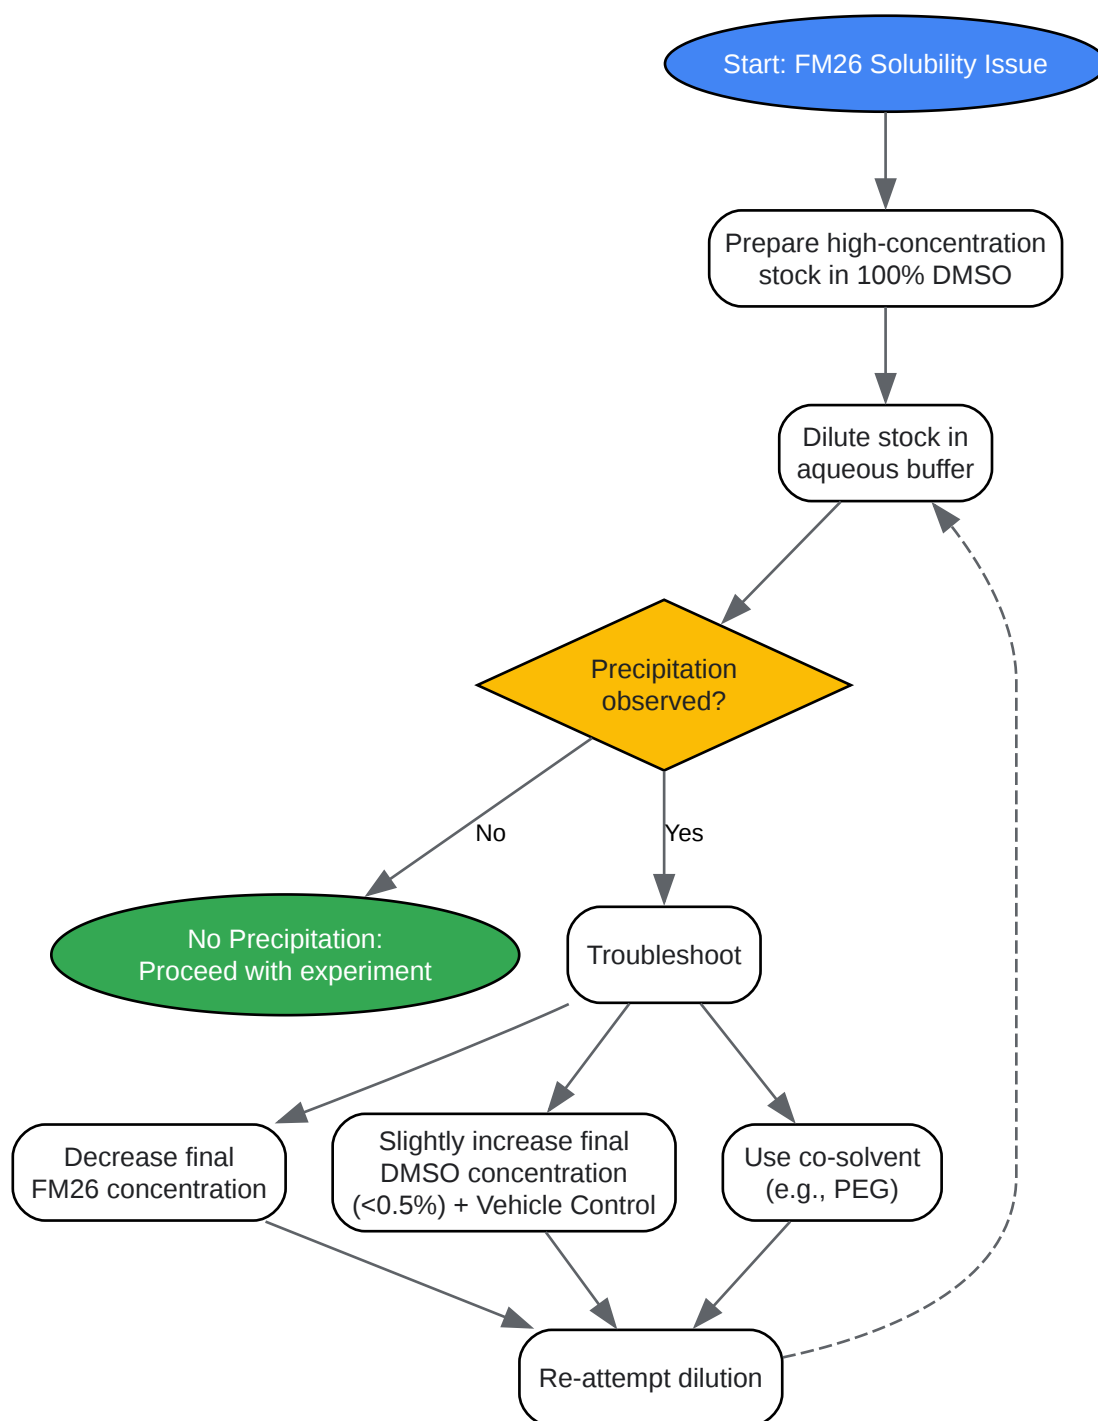 Start: FM26 Solubility Issue
Prepare high-concentration
stock in 100% DMSO
Dilute stock in
aqueous buffer
Precipitation
observed?
No
Yes
No Precipitation:
Proceed with experiment
Troubleshoot
Decrease final
FM26 concentration
Slightly increase final
DMSO concentration
(<0.5%) + Vehicle Control
Use co-solvent
(e.g., PEG)
Re-attempt dilution